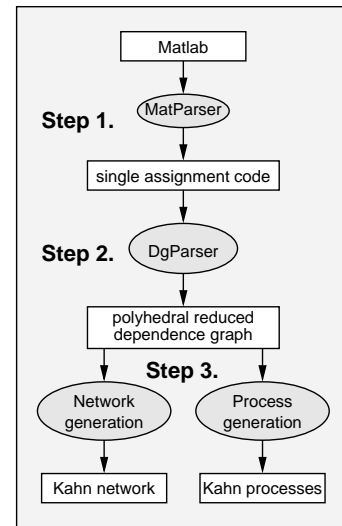 Matlab
Step 1.
MatParser
single assignment code
Step 2.
DgParser
polyhedral reduced
dependence graph
Step 3.
Network
generation
Process
generation
Kahn network
Kahn processes